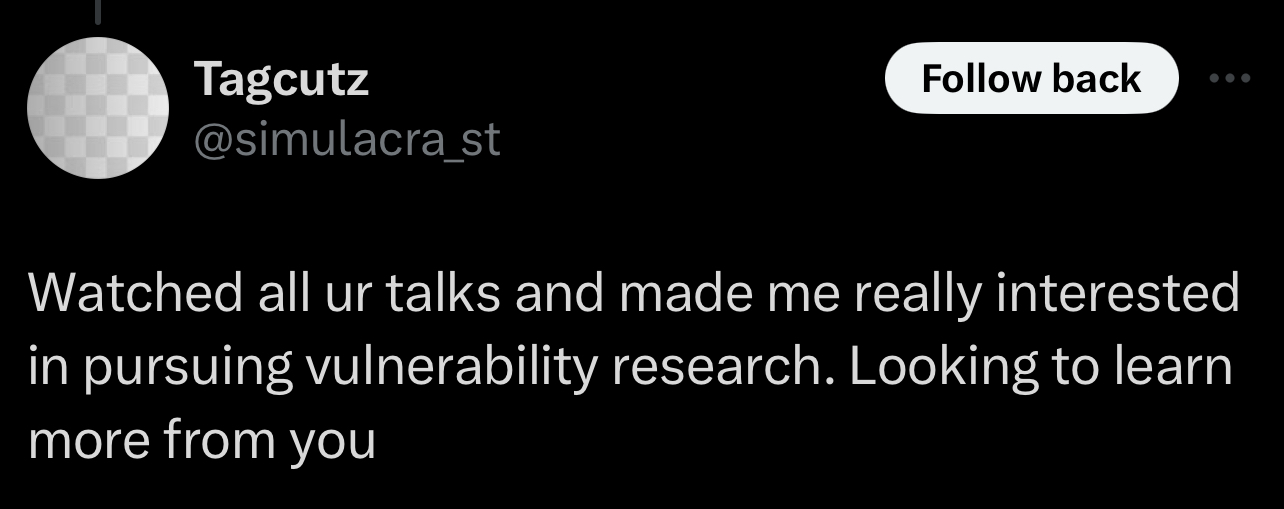 Tagcutz
Follow back
@simulacra_st
Watched all ur talks and made me really interested
in pursuing vulnerability research. Looking to learn
more from you